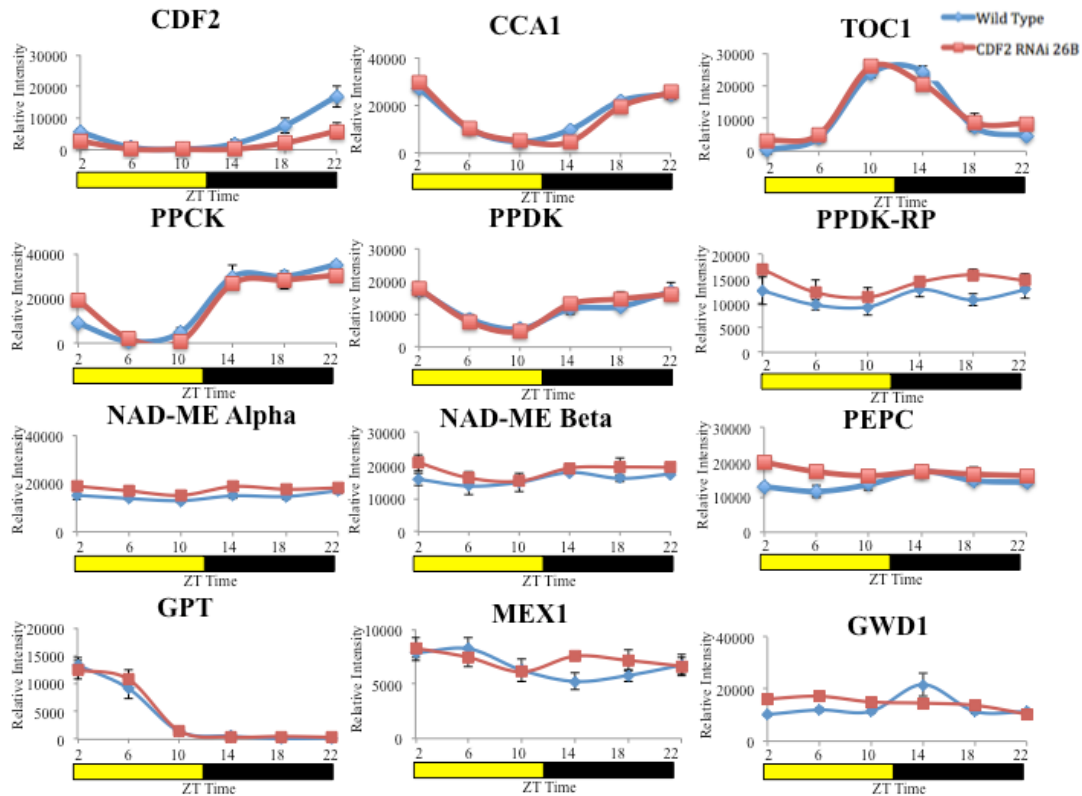 CDF2
CCA1
TOC1
Wild Type
CDF2 RNAi 26B
Relative Intensity
30000
20000
10000
0
2 6 10 14 18 22
ZT Time
Relative Intensity
40000
20000
0
2 6 10 14 18 22
ZT Time
Relative Intensity
30000
20000
10000
0
2 6 10 14 18 22
ZT Time
PPCK
PPDK
PPDK-RP
Relative Intensity
40000
20000
0
2 6 10 14 18 22
ZT Time
Relative Intensity
30000
20000
10000
0
2 6 10 14 18 22
ZT Time
Relative Intensity
20000
15000
10000
5000
0
2 6 10 14 18 22
ZT Time
NAD-ME Alpha
NAD-ME Beta
PEPC
Relative Intensity
40000
20000
0
2 6 10 14 18 22
ZT Time
Relative Intensity
30000
20000
10000
0
2 6 10 14 18 22
ZT Time
Relative Intensity
30000
20000
10000
0
2 6 10 14 18 22
ZT Time
GPT
MEX1
GWD1
Relative Intensity
20000
15000
10000
5000
0
2 6 10 14 18 22
ZT Time
Relative Intensity
10000
5000
0
2 6 10 14 18 22
ZT Time
Relative Intensity
40000
20000
0
2 6 10 14 18 22
ZT Time